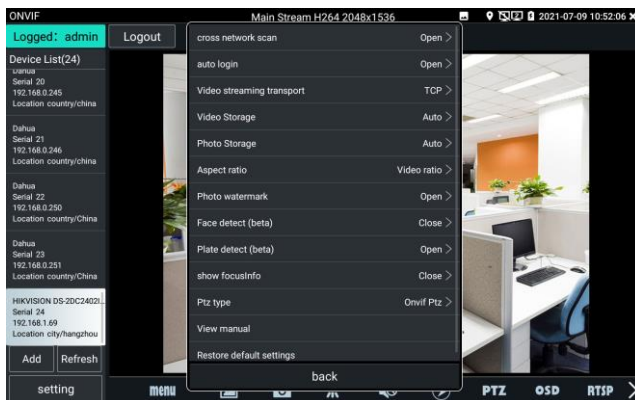 ONVIF
Main Stream H264 2048x1536
2021-07-09 10:52:06
Logged: admin
Logout
Device List(24)
Dahua
Serial 20
192.168.0.245
Location country/china
Dahua
Serial 21
192.168.0.246
Location country/china
Dahua
Serial 22
192.168.0.250
Location country/China
Dahua
Serial 23
192.168.0.251
Location country/China
HIKVISION DS-2DC2402I...
Serial 24
192.168.1.69
Location city/hangzhou
Add Refresh
setting
cross network scan Open >
auto login Open >
Video streaming transport TCP >
Video Storage Auto >
Photo Storage Auto >
Aspect ratio Video ratio >
Photo watermark Open >
Face detect (beta) Close >
Plate detect (beta) Open >
show focusInfo Close >
Ptz type Onvif Ptz >
View manual
Restore default settings
back
menu PTZ OSD RTSP